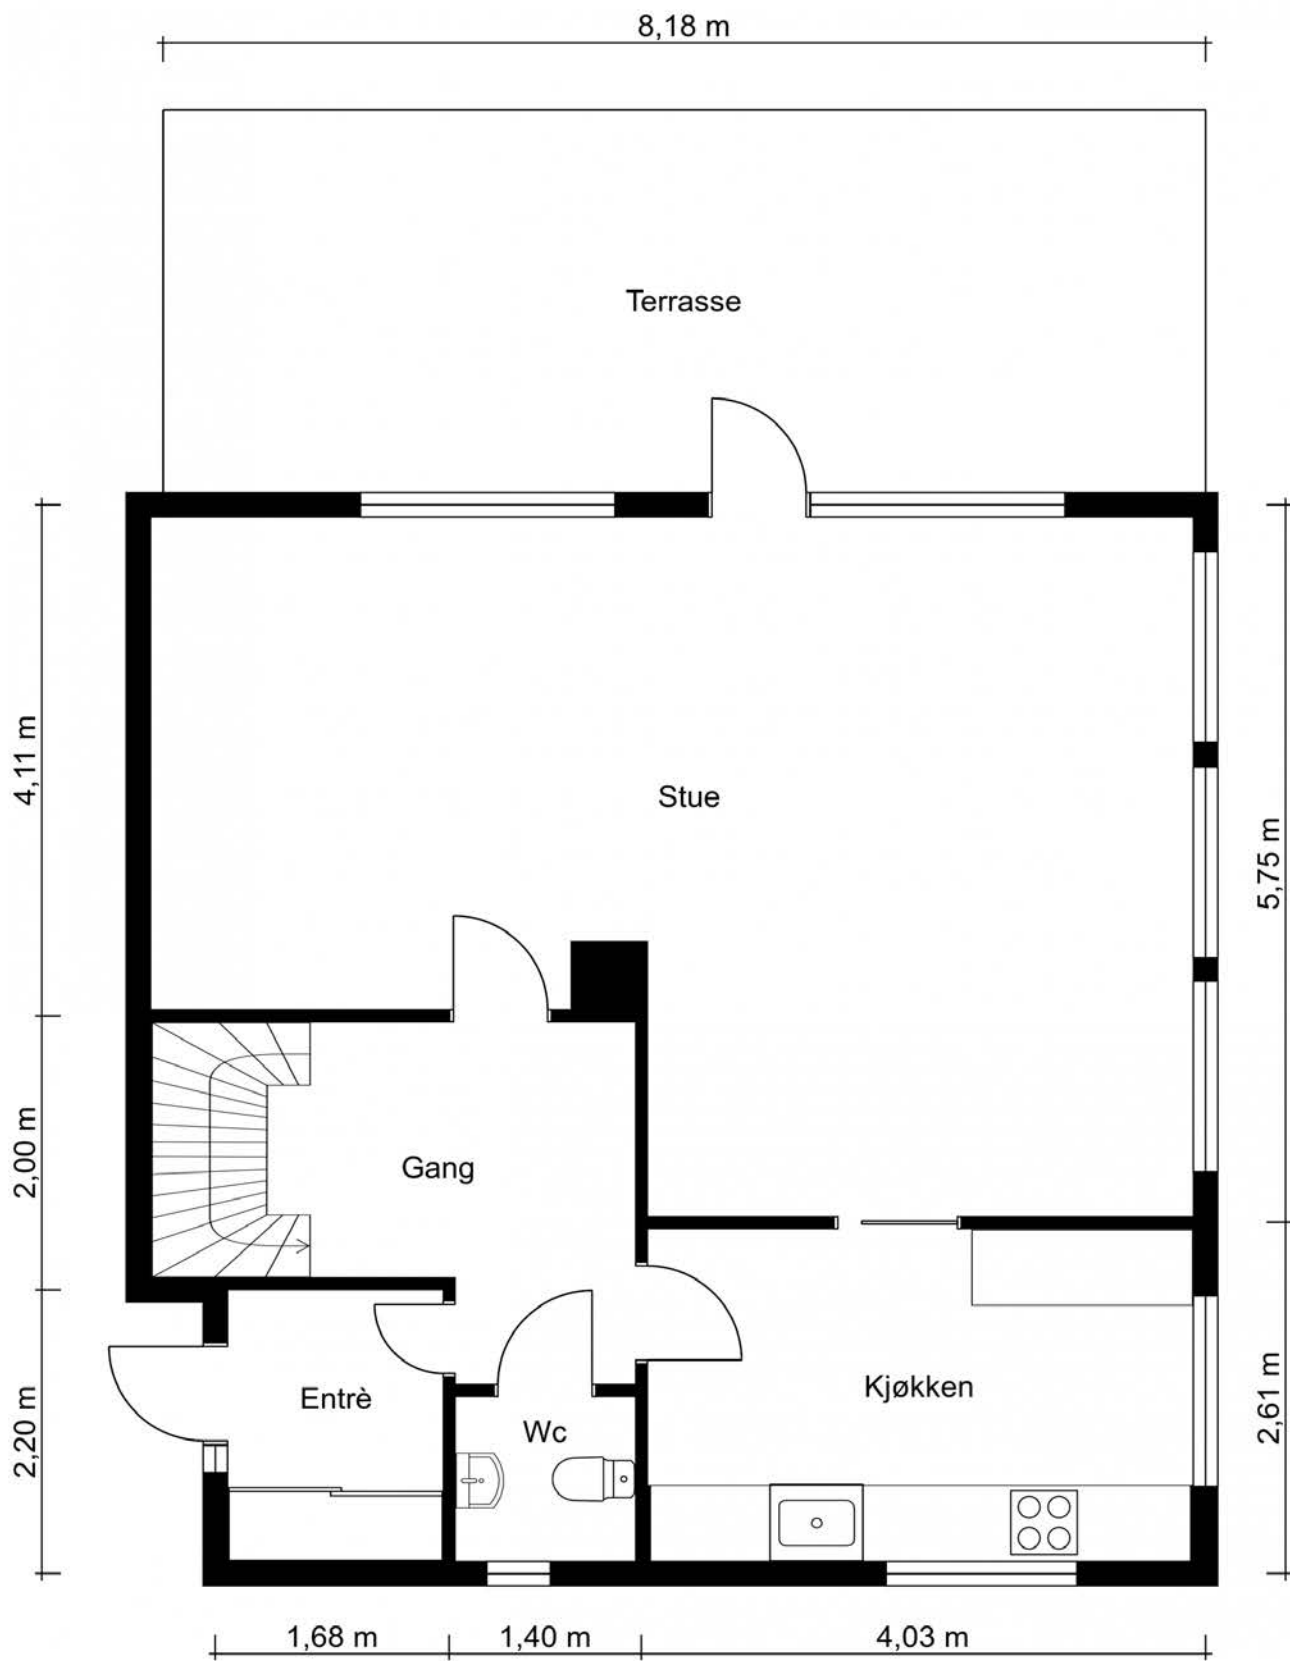 8,18 m
Terrasse
4,11 m
Stue
5,75 m
2,00 m
Gang
Kjøkken
Entrè
2,20 m
Wc
2,61 m
1,68 m
1,40 m
4,03 m